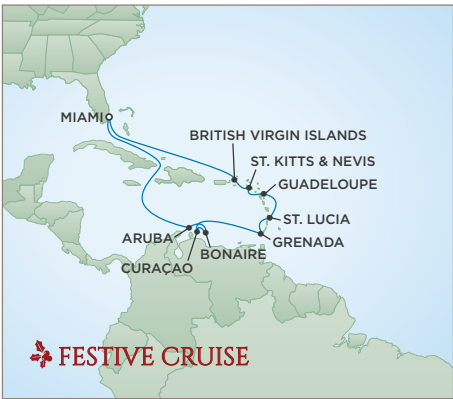 MIAMI
BRITISH VIRGIN ISLANDS
ST. KITTS & NEVIS
GUADELOUPE
ST. LUCIA
GRENADA
ARUBA
BONAIRE
CURAÇAO
FESTIVE CRUISE